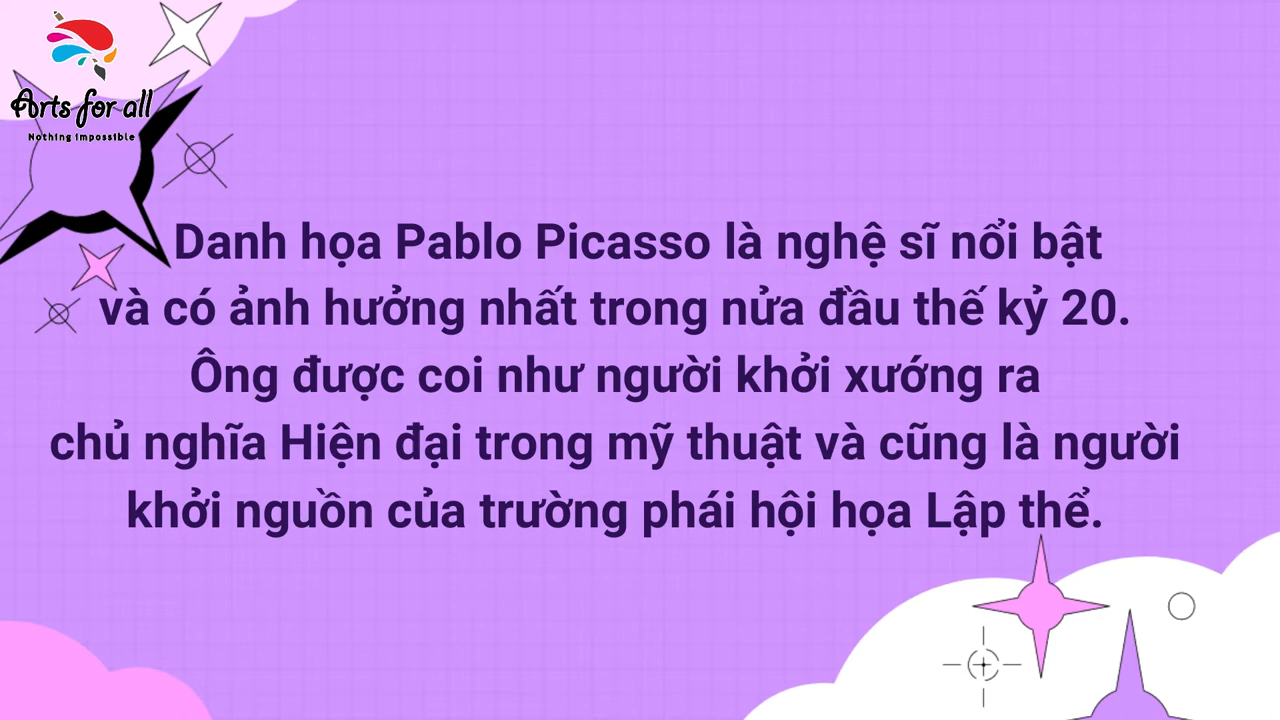 Arts for all
Nothing impossible
Danh họa Pablo Picasso là nghệ sĩ nổi bật
và có ảnh hưởng nhất trong nửa đầu thế kỷ 20.
Ông được coi như người khởi xướng ra
chủ nghĩa Hiện đại trong mỹ thuật và cũng là người
khởi nguồn của trường phái hội họa Lập thể.